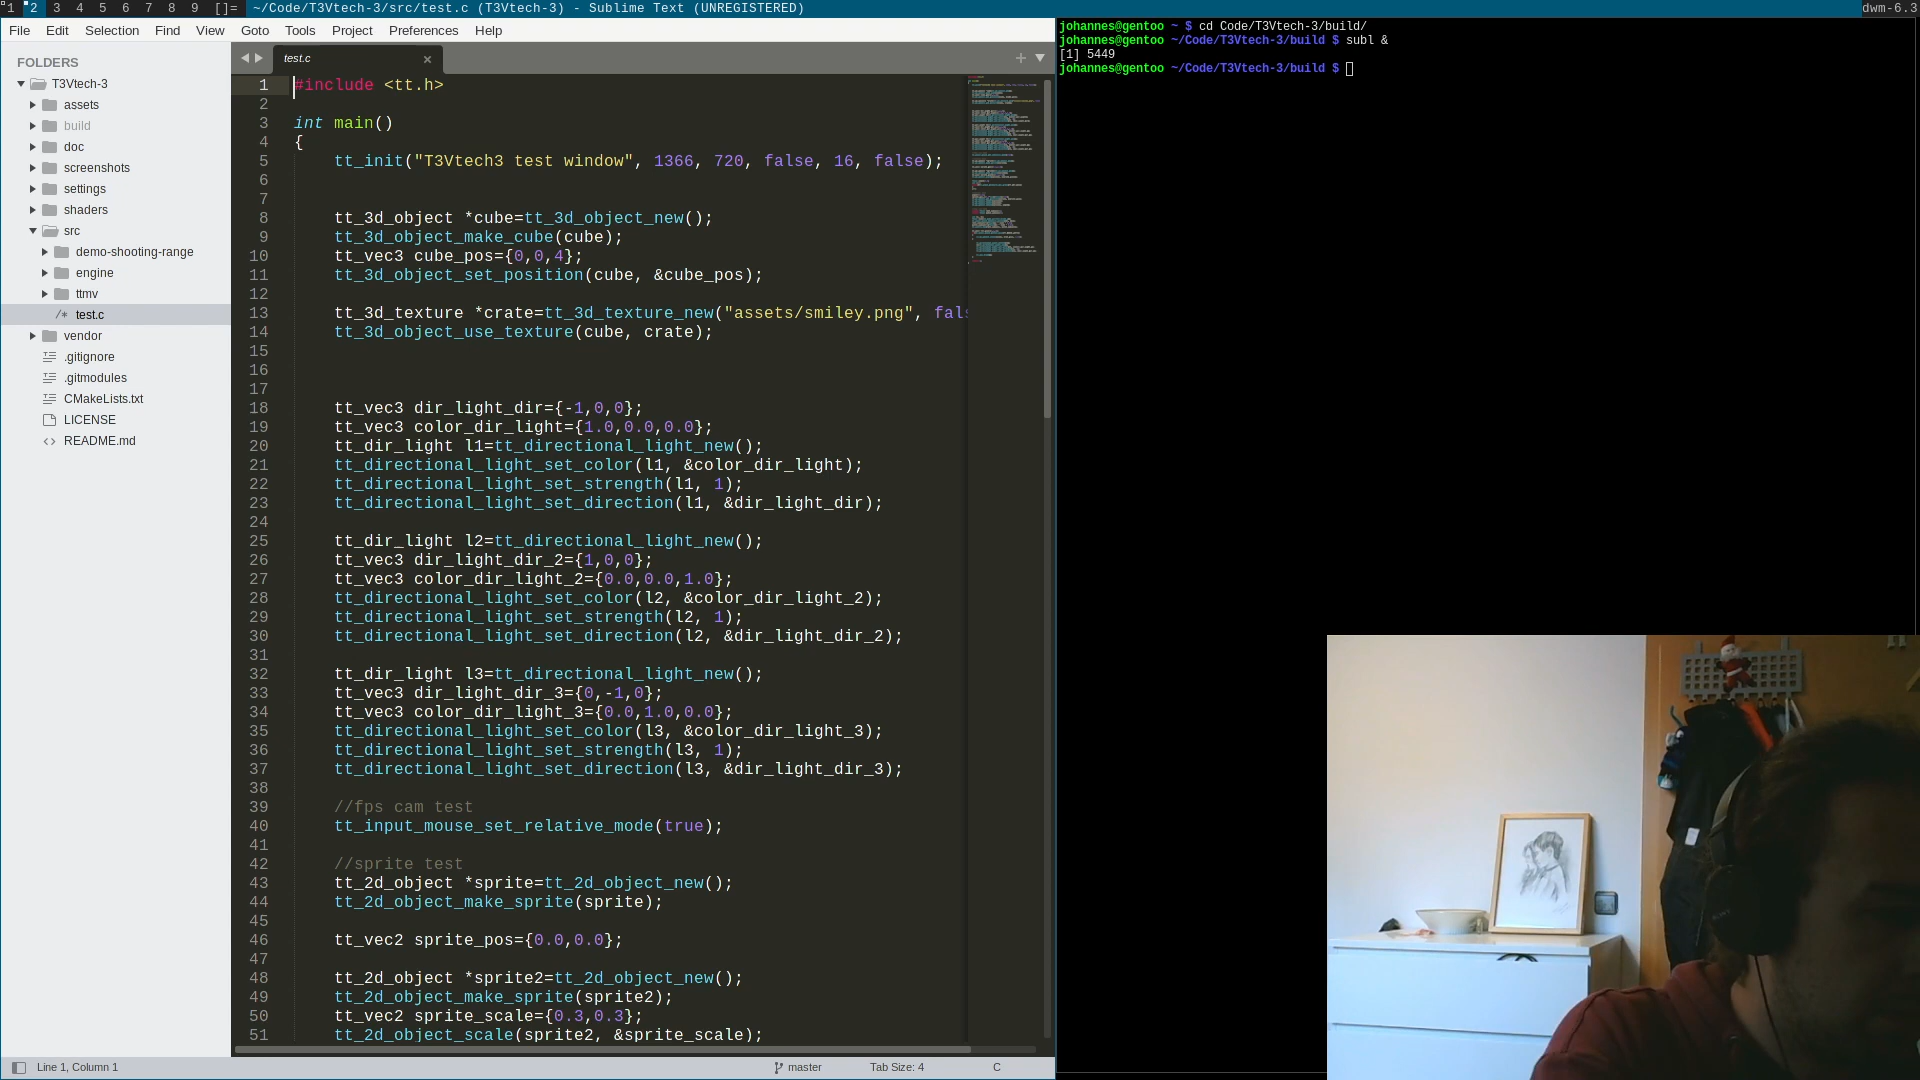 1 2 3 4 5 6 7 8 9 []= ~/Code/T3Vtech-3/src/test.c (T3Vtech-3) - Sublime Text (UNREGISTERED) dwm-6.3
File Edit Selection Find View Goto Tools Project Preferences Help
FOLDERS
T3Vtech-3
assets
build
doc
screenshots
settings
shaders
src
demo-shooting-range
engine
ttmv
/* test.c
vendor
.gitignore
.gitmodules
CMakeLists.txt
LICENSE
README.md
test.c
1 #include <tt.h>
2
3 int main()
4 {
5 tt_init("T3Vtech3 test window", 1366, 720, false, 16, false);
6
7
8 tt_3d_object *cube=tt_3d_object_new();
9 tt_3d_object_make_cube(cube);
10 tt_vec3 cube_pos={0,0,4};
11 tt_3d_object_set_position(cube, &cube_pos);
12
13 tt_3d_texture *crate=tt_3d_texture_new("assets/smiley.png", fals
14 tt_3d_object_use_texture(cube, crate);
15
16
17
18 tt_vec3 dir_light_dir={-1,0,0};
19 tt_vec3 color_dir_light={1.0,0.0,0.0};
20 tt_dir_light l1=tt_directional_light_new();
21 tt_directional_light_set_color(l1, &color_dir_light);
22 tt_directional_light_set_strength(l1, 1);
23 tt_directional_light_set_direction(l1, &dir_light_dir);
24
25 tt_dir_light l2=tt_directional_light_new();
26 tt_vec3 dir_light_dir_2={1,0,0};
27 tt_vec3 color_dir_light_2={0.0,0.0,1.0};
28 tt_directional_light_set_color(l2, &color_dir_light_2);
29 tt_directional_light_set_strength(l2, 1);
30 tt_directional_light_set_direction(l2, &dir_light_dir_2);
31
32 tt_dir_light l3=tt_directional_light_new();
33 tt_vec3 dir_light_dir_3={0,-1,0};
34 tt_vec3 color_dir_light_3={0.0,1.0,0.0};
35 tt_directional_light_set_color(l3, &color_dir_light_3);
36 tt_directional_light_set_strength(l3, 1);
37 tt_directional_light_set_direction(l3, &dir_light_dir_3);
38
39 //fps cam test
40 tt_input_mouse_set_relative_mode(true);
41
42 //sprite test
43 tt_2d_object *sprite=tt_2d_object_new();
44 tt_2d_object_make_sprite(sprite);
45
46 tt_vec2 sprite_pos={0.0,0.0};
47
48 tt_2d_object *sprite2=tt_2d_object_new();
49 tt_2d_object_make_sprite(sprite2);
50 tt_vec2 sprite_scale={0.3,0.3};
51 tt_2d_object_scale(sprite2, &sprite_scale);
Line 1, Column 1 master Tab Size: 4 C
johannes@gentoo ~ $ cd Code/T3Vtech-3/build/
johannes@gentoo ~/Code/T3Vtech-3/build $ subl &
[1] 5449
johannes@gentoo ~/Code/T3Vtech-3/build $